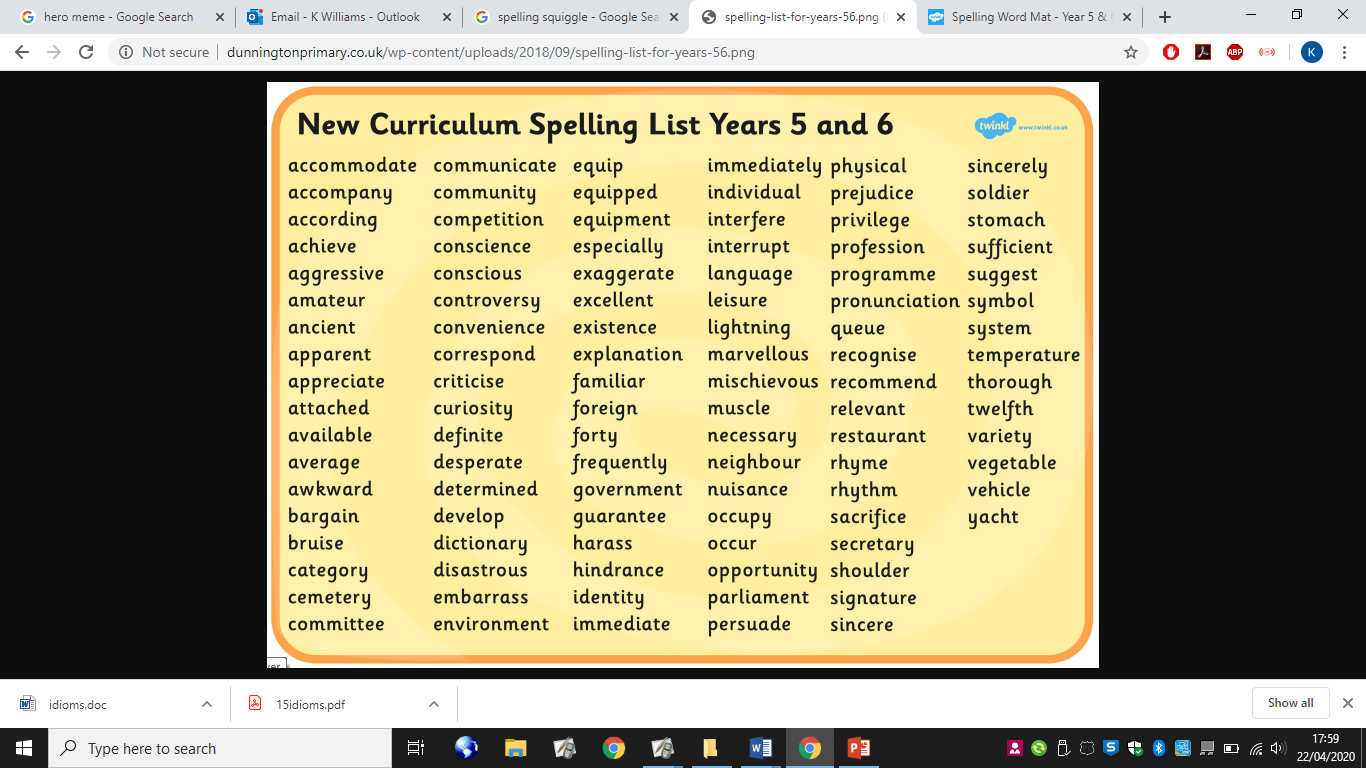 hero meme - Google Search
Email - K Williams - Outlook
spelling squiggle - Google Sea
spelling-list-for-years-56.png (
Spelling Word Mat - Year 5 &
Not secure
dunningtonprimary.co.uk/wp-content/uploads/2018/09/spelling-list-for-years-56.png
ABP
K
New Curriculum Spelling List Years 5 and 6
twinkl www.twinkl.co.uk
accommodate communicate equip immediately physical sincerely
accompany community equipped individual prejudice soldier
according competition equipment interfere privilege stomach
achieve conscience especially interrupt profession sufficient
aggressive conscious exaggerate language programme suggest
amateur controversy excellent leisure pronunciation symbol
ancient convenience existence lightning queue system
apparent correspond explanation marvellous recognise temperature
appreciate criticise familiar mischievous recommend thorough
attached curiosity foreign muscle relevant twelfth
available definite forty necessary restaurant variety
average desperate frequently neighbour rhyme vegetable
awkward determined government nuisance rhythm vehicle
bargain develop guarantee occupy sacrifice yacht
bruise dictionary harass occur secretary
category disastrous hindrance opportunity shoulder
cemetery embarrass identity parliament signature
committee environment immediate persuade sincere
idioms.doc
15idioms.pdf
Show all
Type here to search
17:59
22/04/2020